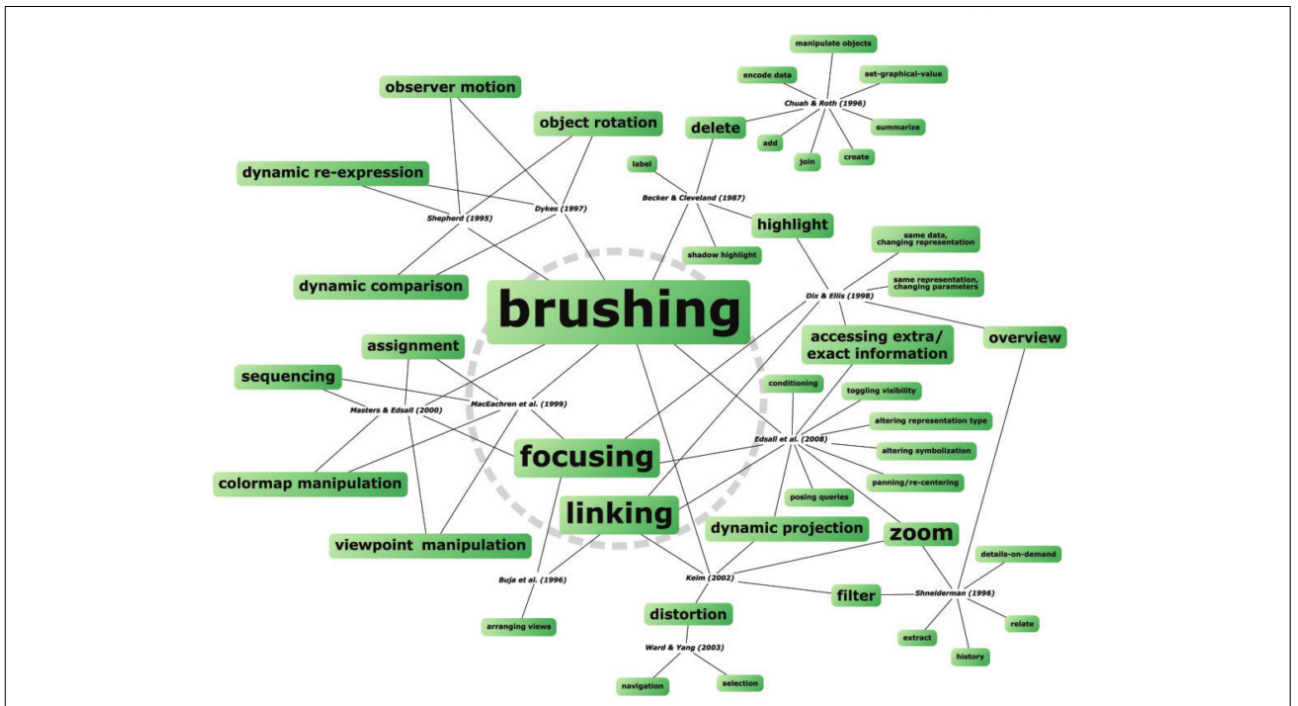 manipulate objects
encode data
set-graphical-value
observer motion
Chuah & Roth (1996)
object rotation
delete
summarize
add
create
join
label
dynamic re-expression
Becker & Cleveland (1987)
Shepherd (1995)
Dykes (1997)
highlight
same data,
changing representation
shadow highlight
dynamic comparison
same representation,
changing parameters
brushing
Dix & Ellis (1998)
assignment
accessing extra/
exact information
overview
sequencing
conditioning
toggling visibility
Masters & Edsall (2000)
MacEachren et al. (1999)
altering representation type
Edsall et al. (2008)
focusing
altering symbolization
colormap manipulation
panning/re-centering
posing queries
linking
dynamic projection
zoom
viewpoint manipulation
details-on-demand
Buja et al. (1996)
Keim (2002)
filter
Shneiderman (1996)
distortion
arranging views
relate
extract
history
Ward & Yang (2003)
navigation
selection